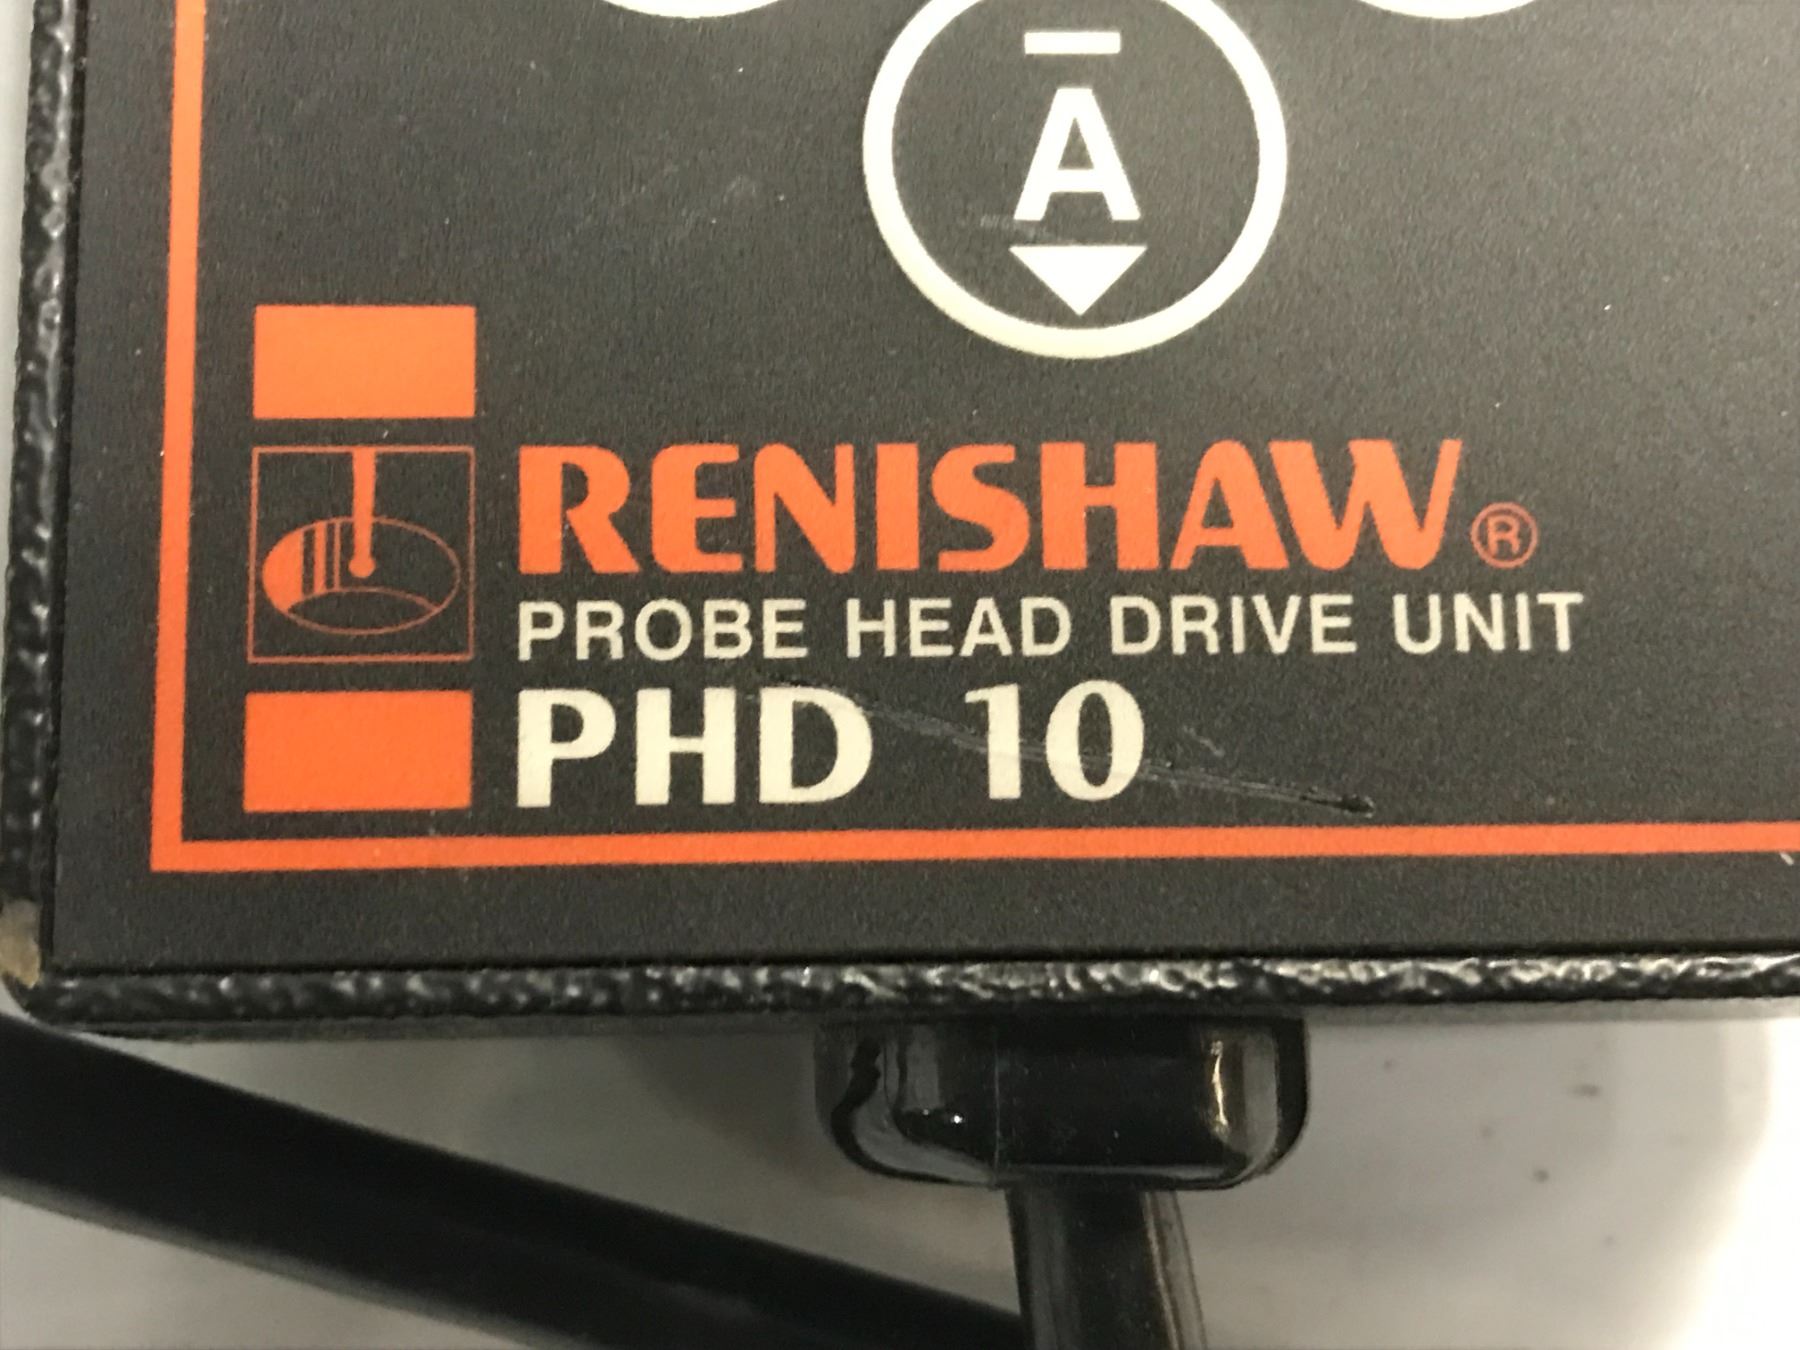 A
RENISHAW®
PROBE HEAD DRIVE UNIT
PHD 10